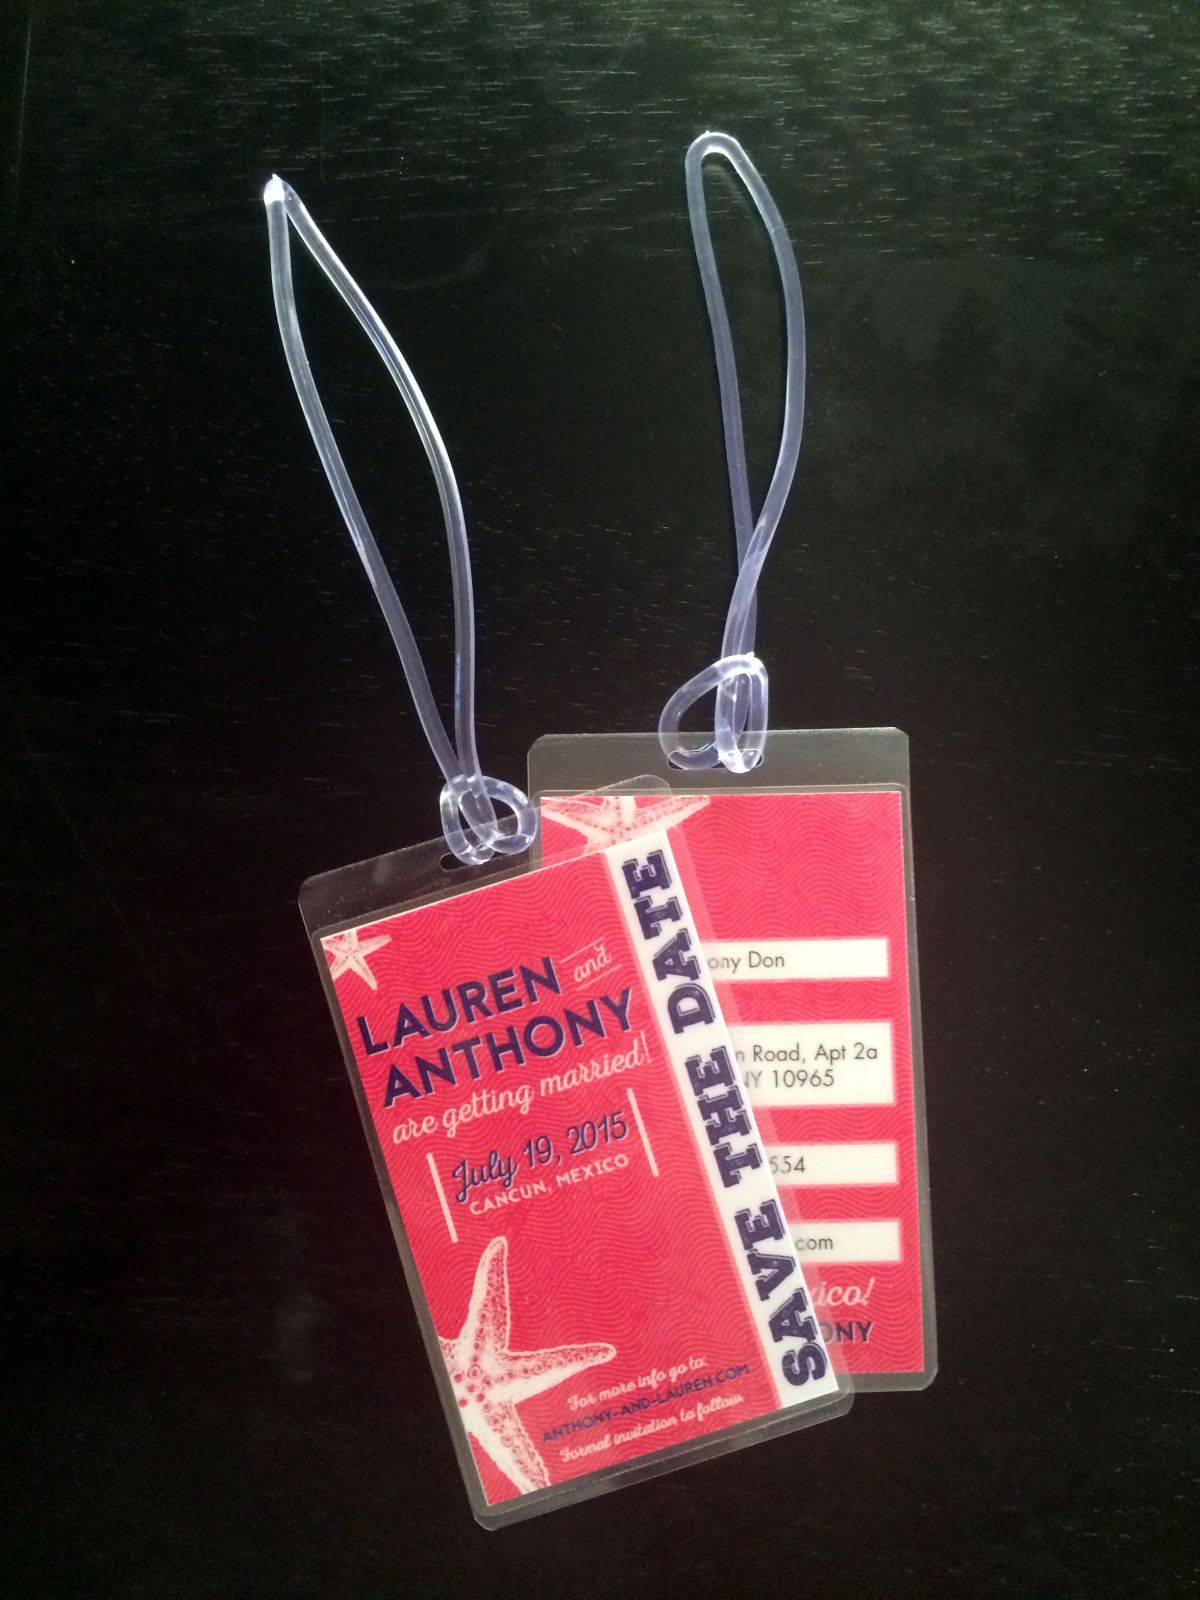 LAUREN and
ANTHONY
are getting married!
July 19, 2015
CANCUN, MEXICO
For more info go to:
ANTHONY-AND-LAUREN.COM
Formal invitation to follow.
SAVE THE DATE
ony Don
n Road, Apt 2a
NY 10965
554
.com
xico!
ONY